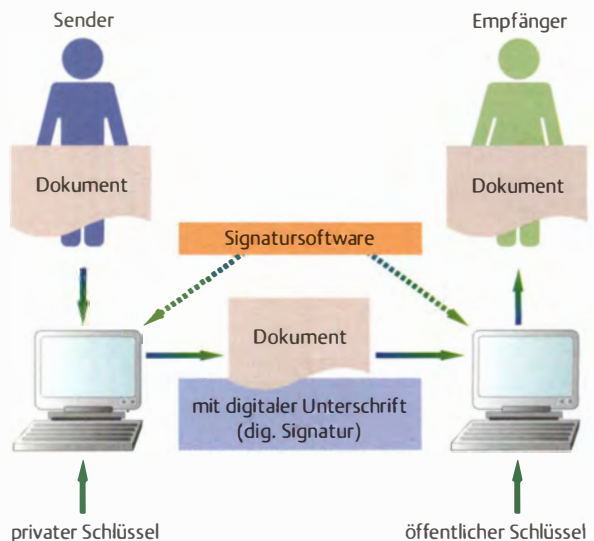 Sender
Empfänger
Dokument
Dokument
Signatursoftware
Dokument
mit digitaler Unterschrift
(dig. Signatur)
privater Schlüssel
öffentlicher Schlüssel